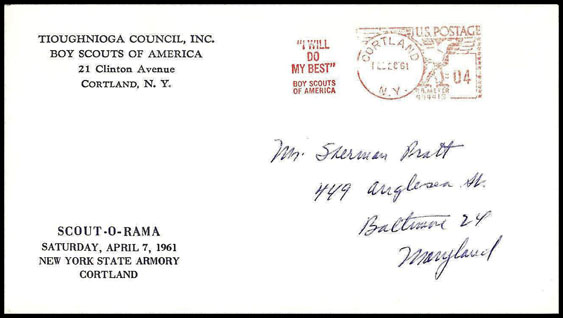 TIOUGHNIOGA COUNCIL, INC.
BOY SCOUTS OF AMERICA
21 Clinton Avenue
CORTLAND, N. Y.
"I WILL
DO
MY BEST"
BOY SCOUTS
OF AMERICA
CORTLAND
N.Y.
U.S. POSTAGE
04
Mr. Sherman Pratt
449 Anglesea St.
Baltimore 24
Maryland
SCOUT-O-RAMA
SATURDAY, APRIL 7, 1961
NEW YORK STATE ARMORY
CORTLAND